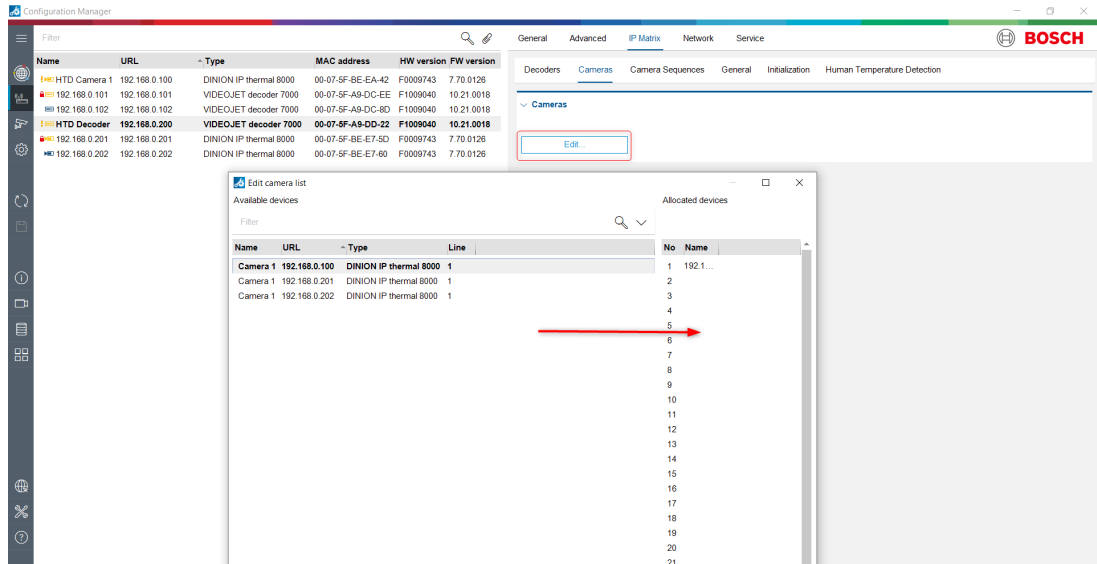 Configuration Manager
BOSCH
Filter
General Advanced IP Matrix Network Service
Name URL Type MAC address HW version FW version
HTD Camera 1 192.168.0.100 DINION IP thermal 8000 00-07-5F-BE-EA-42 F0009743 7.70.0126
192.168.0.101 192.168.0.101 VIDEOJET decoder 7000 00-07-5F-A9-DC-EE F1009040 10.21.0018
192.168.0.102 192.168.0.102 VIDEOJET decoder 7000 00-07-5F-A9-DC-8D F1009040 10.21.0018
HTD Decoder 192.168.0.200 VIDEOJET decoder 7000 00-07-5F-A9-DD-22 F1009040 10.21.0018
192.168.0.201 192.168.0.201 DINION IP thermal 8000 00-07-5F-BE-E7-5D F0009743 7.70.0126
192.168.0.202 192.168.0.202 DINION IP thermal 8000 00-07-5F-BE-E7-60 F0009743 7.70.0126
Decoders Cameras Camera Sequences General Initialization Human Temperature Detection
Cameras
Edit...
Edit camera list
Available devices
Filter
Name URL Type Line
Camera 1 192.168.0.100 DINION IP thermal 8000 1
Camera 1 192.168.0.201 DINION IP thermal 8000 1
Camera 1 192.168.0.202 DINION IP thermal 8000 1
Allocated devices
No Name
1 192.1...
2
3
4
5
6
7
8
9
10
11
12
13
14
15
16
17
18
19
20
21